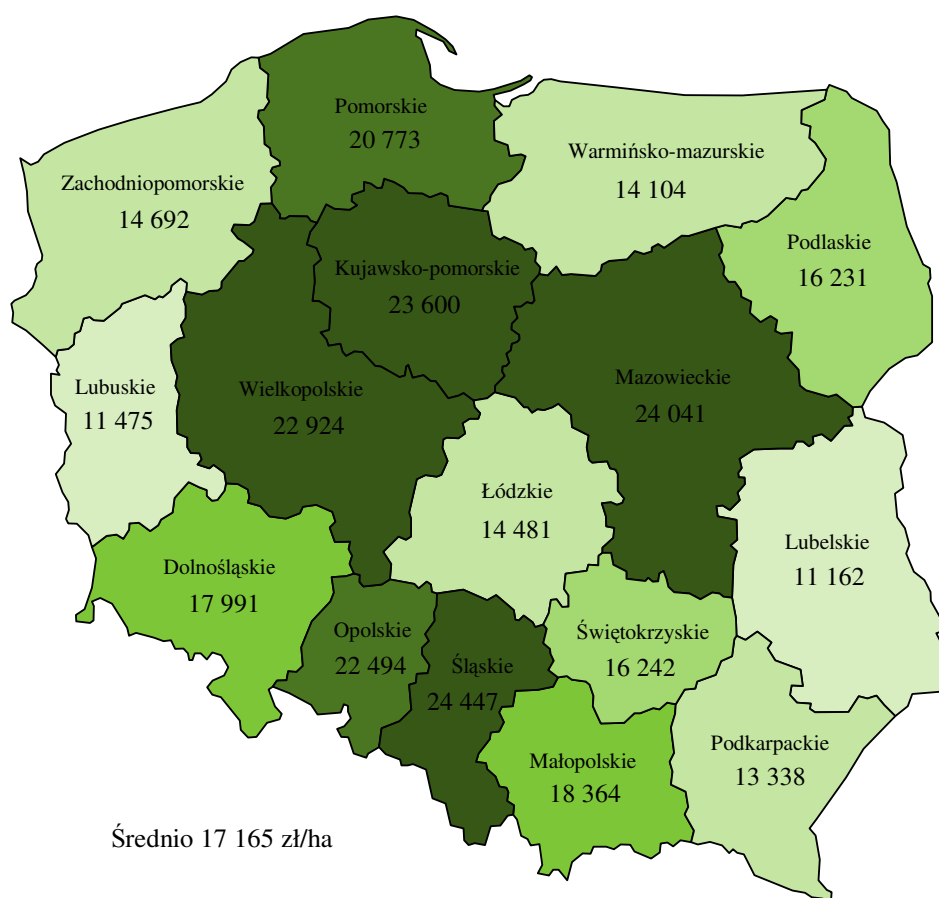 Pomorskie
20 773
Warmińsko-mazurskie
14 104
Zachodniopomorskie
14 692
Podlaskie
16 231
Kujawsko-pomorskie
23 600
Lubuskie
11 475
Wielkopolskie
22 924
Mazowieckie
24 041
Łódzkie
14 481
Lubelskie
11 162
Dolnośląskie
17 991
Opolskie
22 494
Śląskie
24 447
Świętokrzyskie
16 242
Małopolskie
18 364
Podkarpackie
13 338
Średnio 17 165 zł/ha